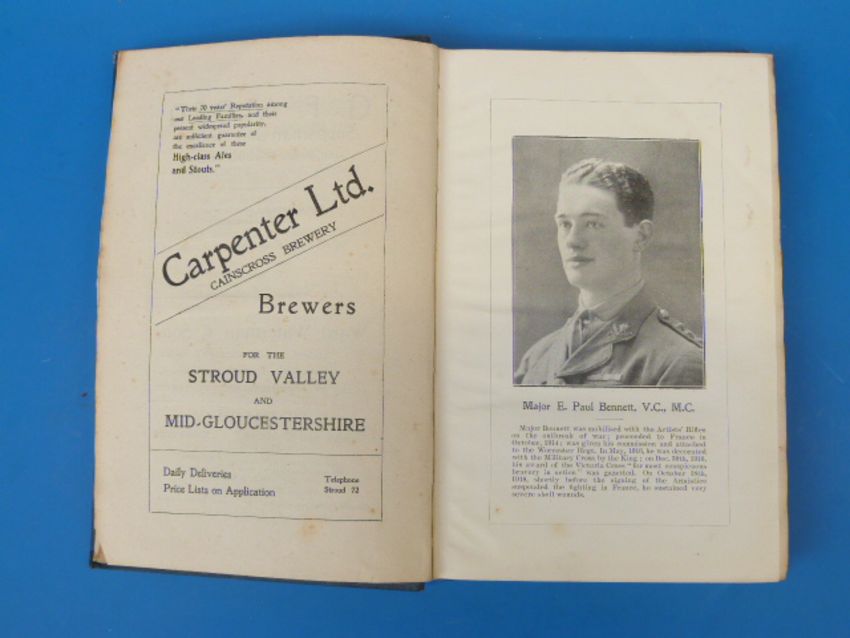 "Their 70 years' Reputation among
our Leading Families, and their
present widespread popularity,
are sufficient guarantee of
the excellence of these
High-class Ales
and Stouts."
Carpenter Ltd.
CAINSCROSS BREWERY
Brewers
FOR THE
STROUD VALLEY
AND
MID-GLOUCESTERSHIRE
Daily Deliveries
Price Lists on Application
Telephone
Stroud 72
Major E. Paul Bennett, V.C., M.C.
Major Bennett was mobilised with the Artists' Rifles
on the outbreak of war; proceeded to France in
October, 1914; was given his commission and attached
to the Worcester Regt. In May, 1916, he was decorated
with the Military Cross by the King; on Dec. 30th, 1916,
his award of the Victoria Cross "for most conspicuous
bravery in action" was gazetted. On October 18th,
1918, shortly before the signing of the Armistice
suspended the fighting in France, he sustained very
severe shell wounds.